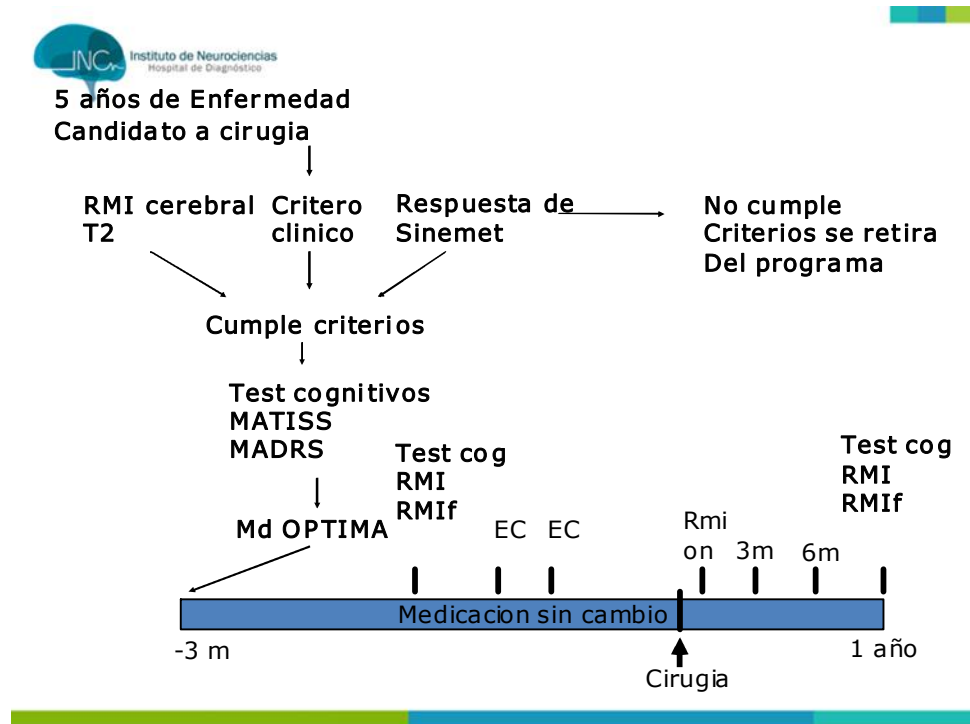 INC
Instituto de Neurociencias
Hospital de Diagnóstico
5 años de Enfermedad
Candidato a cirugia
RMI cerebral
T2
Critero
clinico
Respuesta de
Sinemet
No cumple
Criterios se retira
Del programa
Cumple criterios
Test cognitivos
MATISS
MADRS
Md OPTIMA
Test cog
RMI
RMIf
EC
EC
Rmi
on
3m
6m
Test cog
RMI
RMIf
Medicacion sin cambio
-3 m
Cirugia
1 año